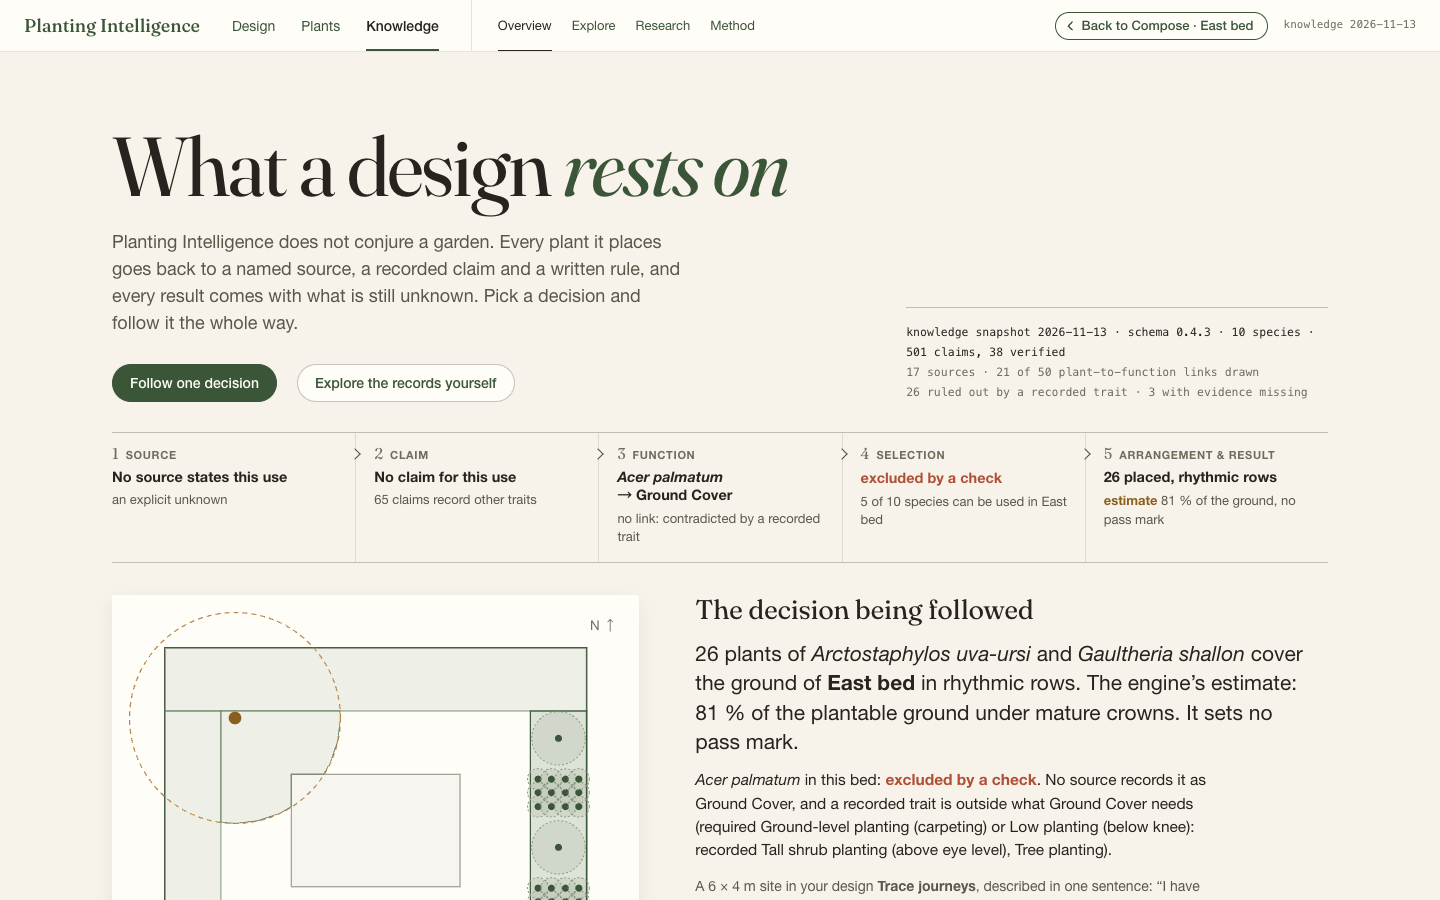 Planting Intelligence
Design
Plants
Knowledge
Overview
Explore
Research
Method
Back to Compose · East bed
knowledge 2026-11-13
What a design rests on
Planting Intelligence does not conjure a garden. Every plant it places
goes back to a named source, a recorded claim and a written rule, and
every result comes with what is still unknown. Pick a decision and
follow it the whole way.
Follow one decision
Explore the records yourself
knowledge snapshot 2026-11-13 · schema 0.4.3 · 10 species ·
501 claims, 38 verified
17 sources · 21 of 50 plant-to-function links drawn
26 ruled out by a recorded trait · 3 with evidence missing
1 SOURCE
No source states this use
an explicit unknown
2 CLAIM
No claim for this use
65 claims record other traits
3 FUNCTION
Acer palmatum
→ Ground Cover
no link: contradicted by a recorded
trait
4 SELECTION
excluded by a check
5 of 10 species can be used in East
bed
5 ARRANGEMENT & RESULT
26 placed, rhythmic rows
estimate 81 % of the ground, no
pass mark
N ↑
The decision being followed
26 plants of Arctostaphylos uva-ursi and Gaultheria shallon cover
the ground of East bed in rhythmic rows. The engine’s estimate:
81 % of the plantable ground under mature crowns. It sets no
pass mark.
Acer palmatum in this bed: excluded by a check. No source records it as
Ground Cover, and a recorded trait is outside what Ground Cover needs
(required Ground-level planting (carpeting) or Low planting (below knee):
recorded Tall shrub planting (above eye level), Tree planting).
A 6 × 4 m site in your design Trace journeys, described in one sentence: “I have